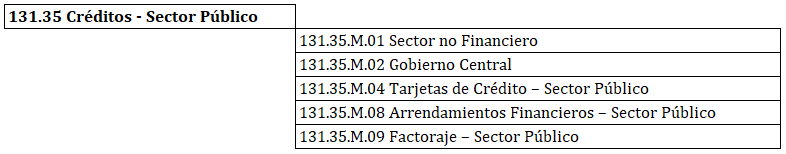 131.35 Créditos - Sector Público
131.35.M.01 Sector no Financiero
131.35.M.02 Gobierno Central
131.35.M.04 Tarjetas de Crédito – Sector Público
131.35.M.08 Arrendamientos Financieros – Sector Público
131.35.M.09 Factoraje – Sector Público